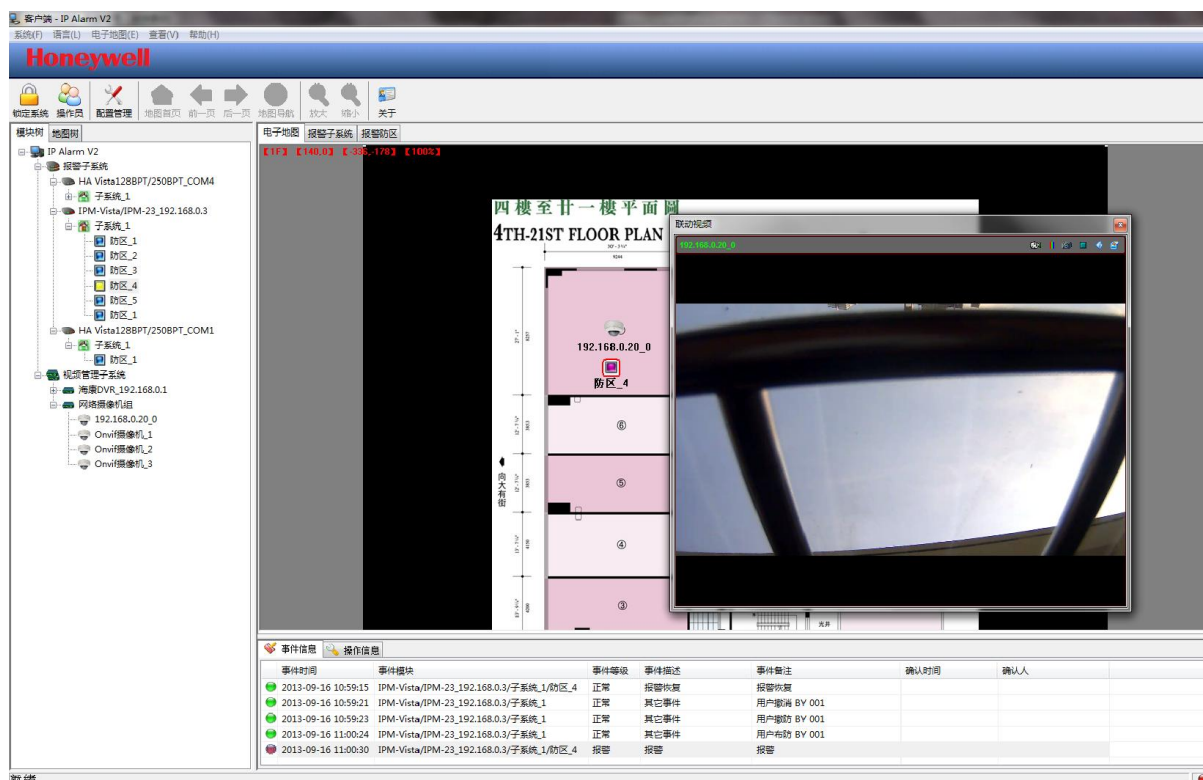 客户端 - IP Alarm V2
系统(F) 语言(L) 电子地图(E) 查看(V) 帮助(H)
Honeywell
锁定系统 操作员 配置管理 地图首页 前一页 后一页 地图导航 放大 缩小 关于
模块树 地图树
IP Alarm V2
报警子系统
HA Vista128BPT/250BPT_COM4
子系统_1
IPM-Vista/IPM-23_192.168.0.3
子系统_1
防区_1
防区_2
防区_3
防区_4
防区_5
防区_1
HA Vista128BPT/250BPT_COM1
子系统_1
防区_1
视频管理子系统
海康DVR_192.168.0.1
网络摄像机组
192.168.0.20_0
Onvif摄像机_1
Onvif摄像机_2
Onvif摄像机_3
电子地图 报警子系统 报警防区
【1F】【140,0】【-355,-178】【100%】
四樓至廿一樓平面圖
4TH-21ST FLOOR PLAN
192.168.0.20_0
防区_4
⑥
⑤
④
③
向大有街
光井
联动视频
192.168.0.20_0
事件信息 操作信息
事件时间 事件模块 事件等级 事件描述 事件备注 确认时间 确认人
2013-09-16 10:59:15 IPM-Vista/IPM-23_192.168.0.3/子系统_1/防区_4 正常 报警恢复 报警恢复
2013-09-16 10:59:21 IPM-Vista/IPM-23_192.168.0.3/子系统_1 正常 其它事件 用户撤消 BY 001
2013-09-16 10:59:23 IPM-Vista/IPM-23_192.168.0.3/子系统_1 正常 其它事件 用户撤防 BY 001
2013-09-16 11:00:24 IPM-Vista/IPM-23_192.168.0.3/子系统_1 正常 其它事件 用户布防 BY 001
2013-09-16 11:00:30 IPM-Vista/IPM-23_192.168.0.3/子系统_1/防区_4 报警 报警 报警